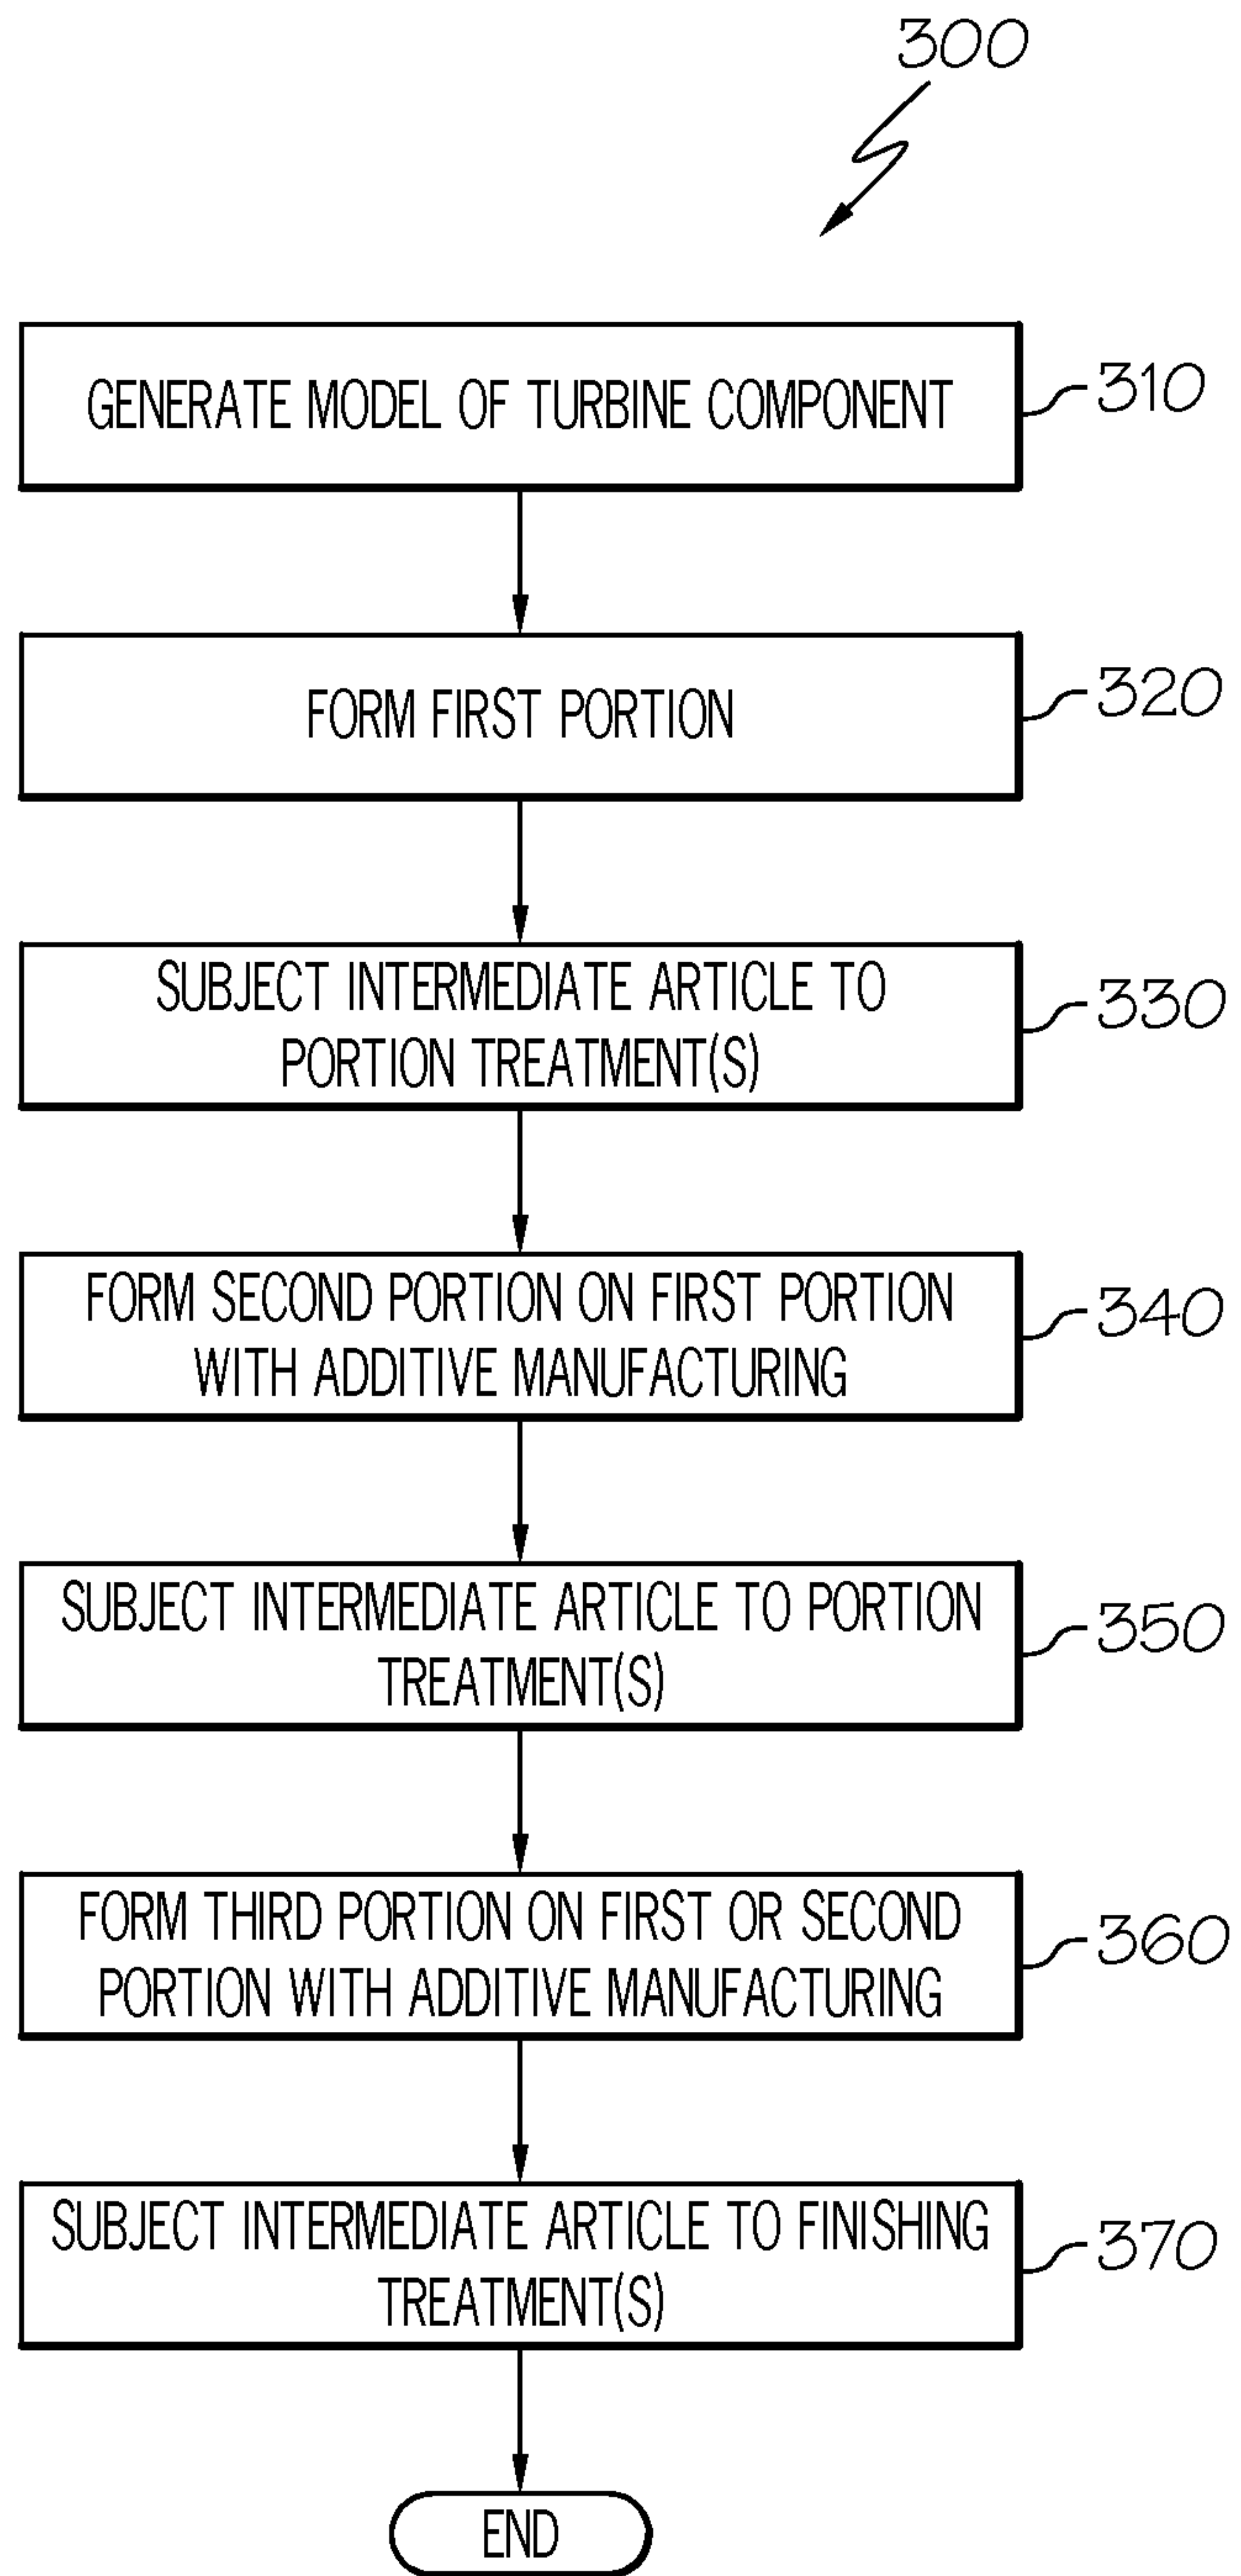 300
GENERATE MODEL OF TURBINE COMPONENT
310
FORM FIRST PORTION
320
SUBJECT INTERMEDIATE ARTICLE TO
PORTION TREATMENT(S)
330
FORM SECOND PORTION ON FIRST PORTION
WITH ADDITIVE MANUFACTURING
340
SUBJECT INTERMEDIATE ARTICLE TO PORTION
TREATMENT(S)
350
FORM THIRD PORTION ON FIRST OR SECOND
PORTION WITH ADDITIVE MANUFACTURING
360
SUBJECT INTERMEDIATE ARTICLE TO FINISHING
TREATMENT(S)
370
END